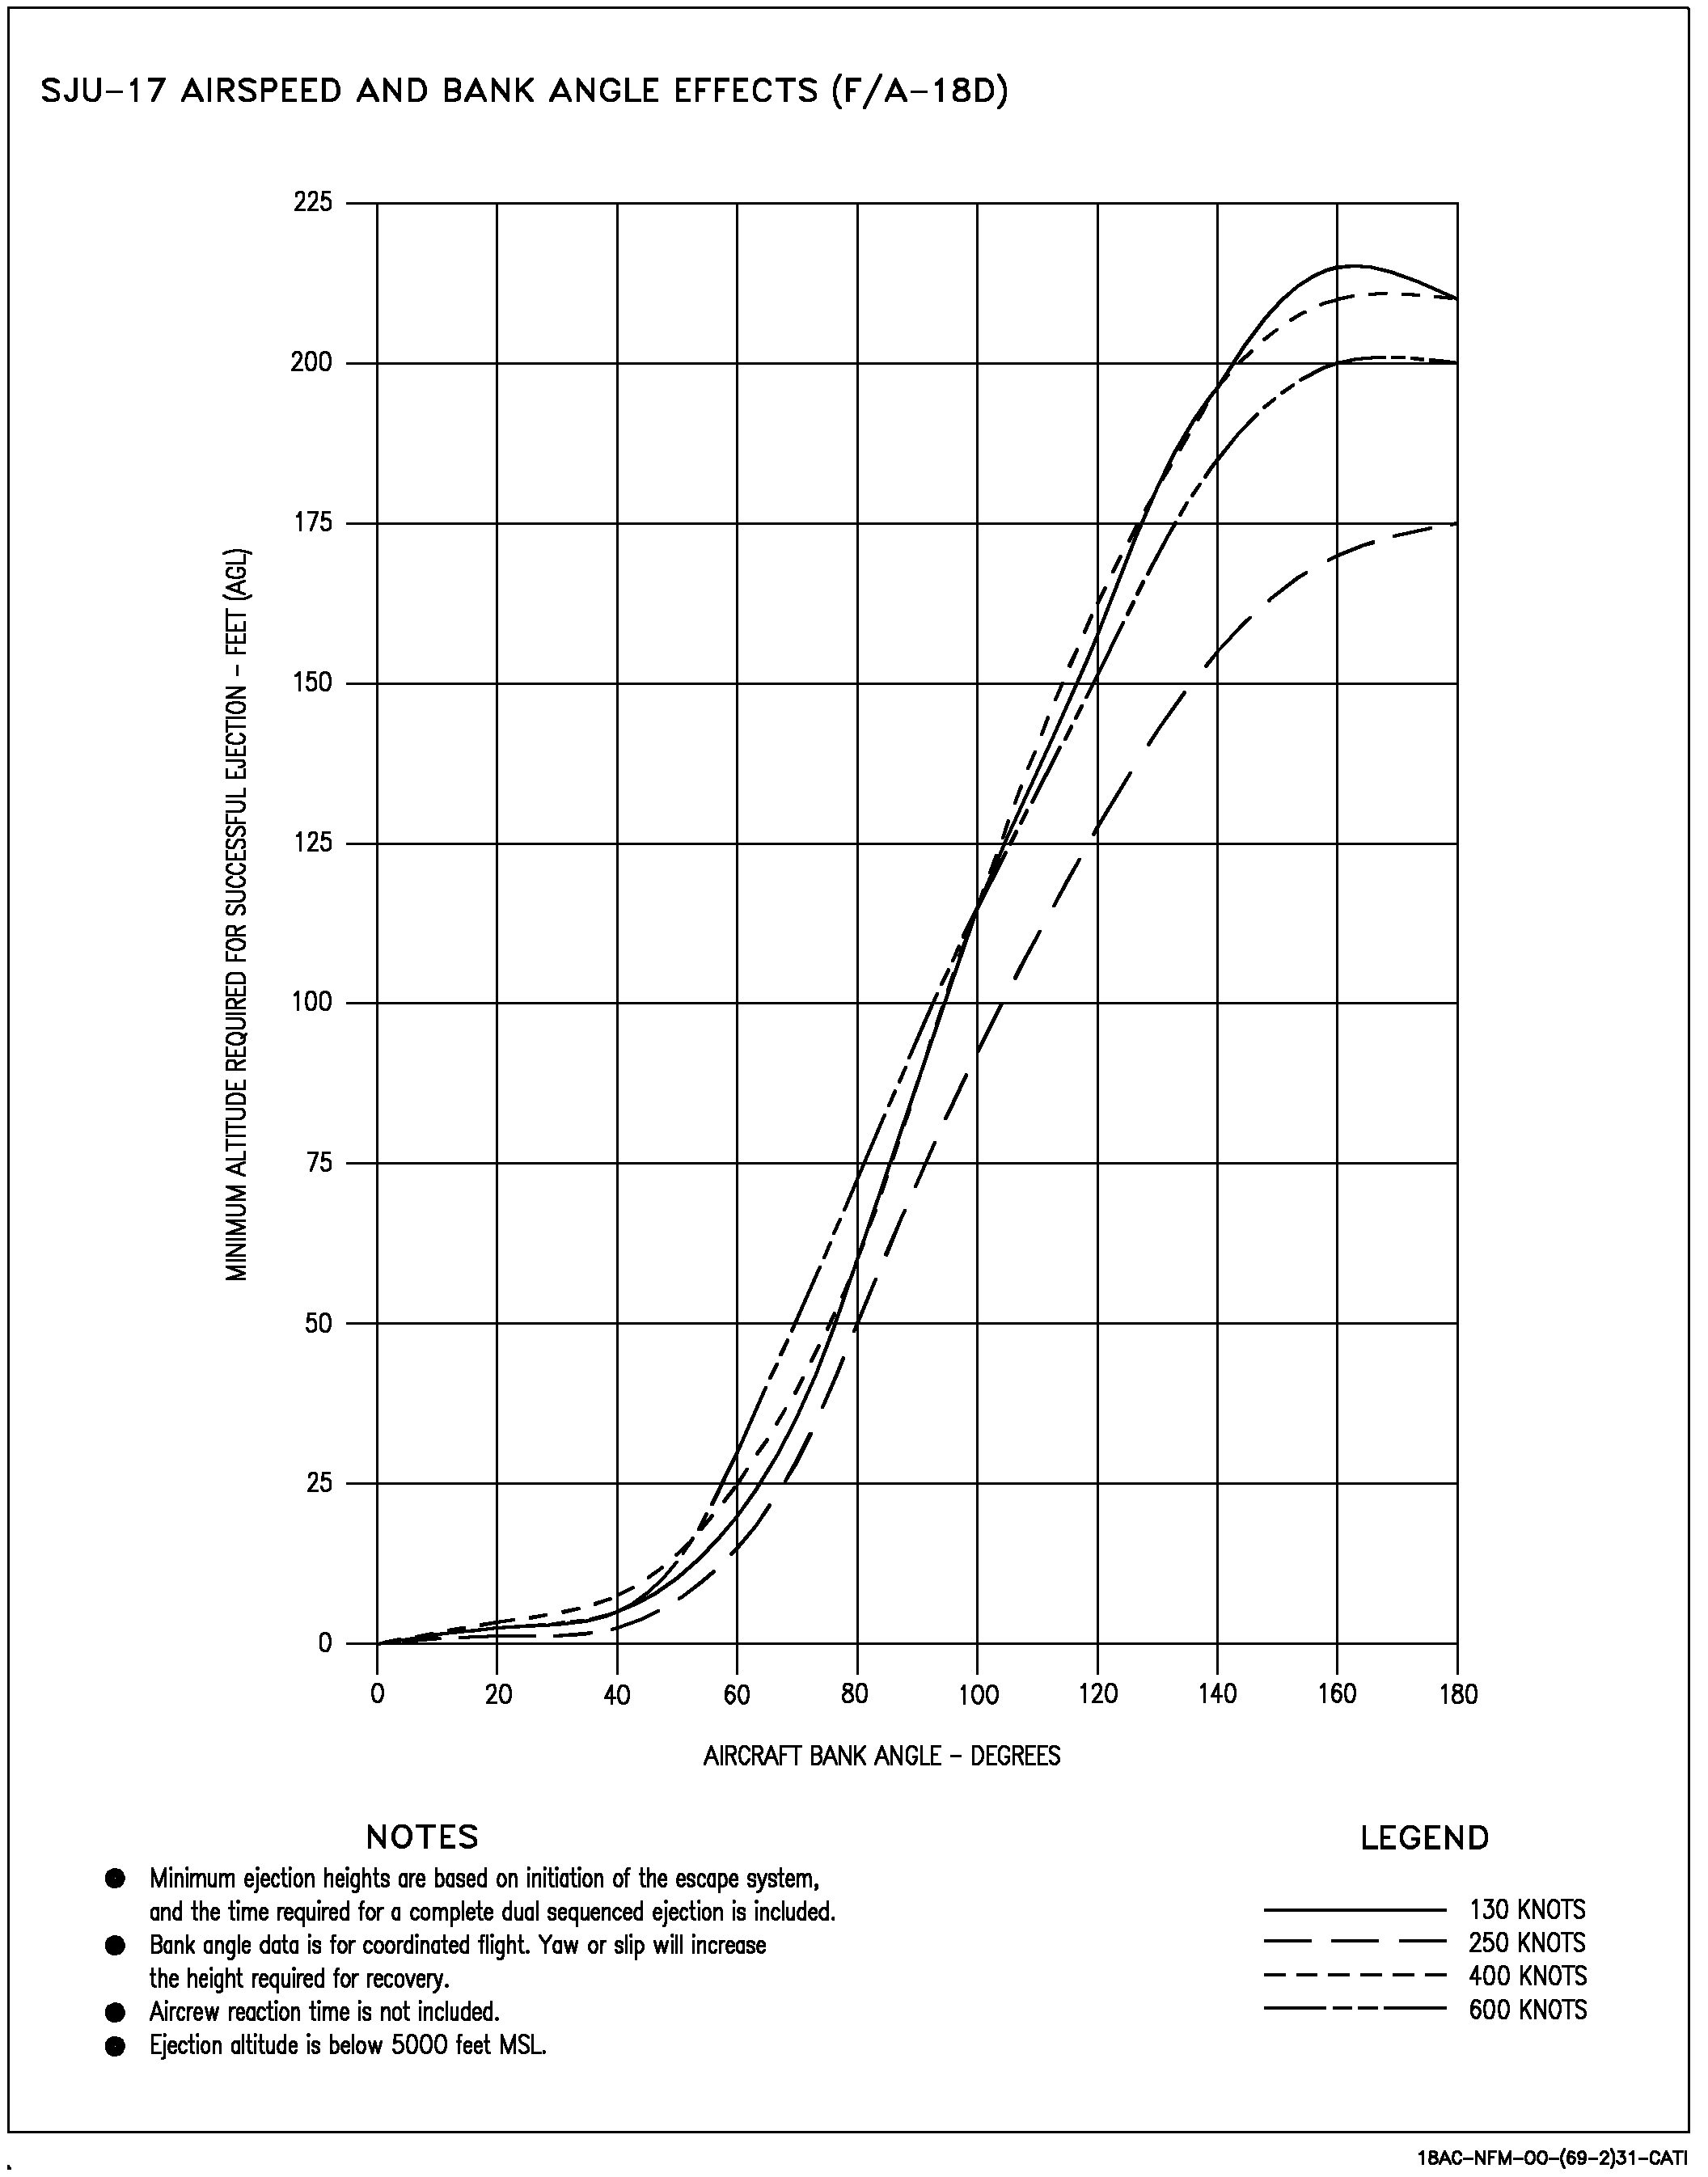 SJU-17 AIRSPEED AND BANK ANGLE EFFECTS (F/A-18D)
225
200
175
150
125
100
75
50
25
0
MINIMUM ALTITUDE REQUIRED FOR SUCCESSFUL EJECTION - FEET (AGL)
0 20 40 60 80 100 120 140 160 180
AIRCRAFT BANK ANGLE - DEGREES
NOTES
● Minimum ejection heights are based on initiation of the escape system,
and the time required for a complete dual sequenced ejection is included.
● Bank angle data is for coordinated flight. Yaw or slip will increase
the height required for recovery.
● Aircrew reaction time is not included.
● Ejection altitude is below 5000 feet MSL.
LEGEND
130 KNOTS
250 KNOTS
400 KNOTS
600 KNOTS
18AC-NFM-00-(69-2)31-CATI